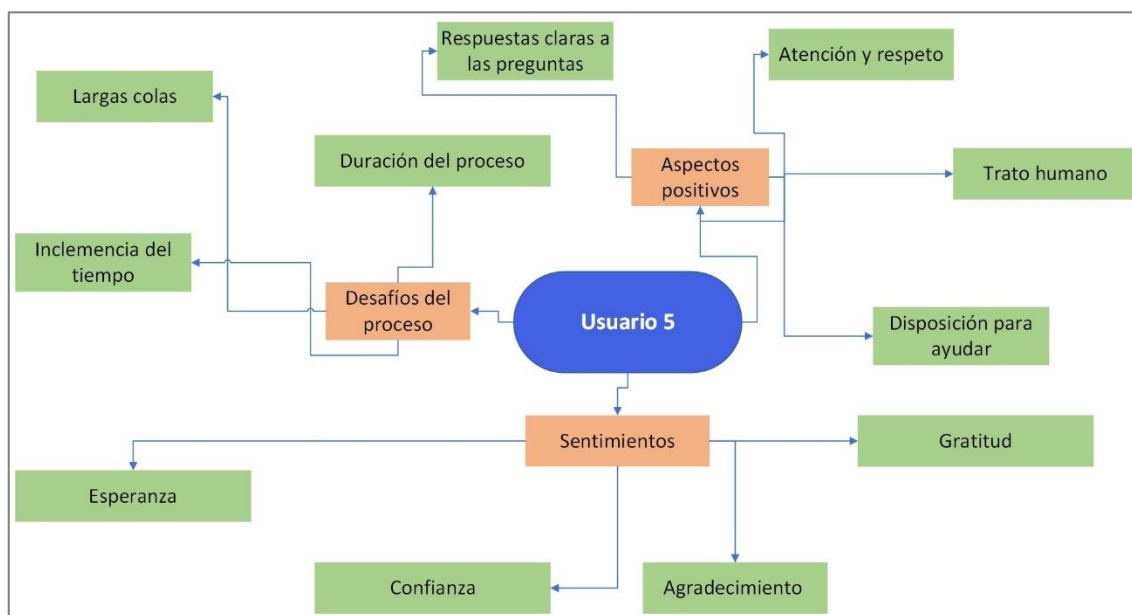 Respuestas claras a
las preguntas
Atención y respeto
Largas colas
Duración del proceso
Aspectos
positivos
Trato humano
Inclemencia del
tiempo
Desafíos del
proceso
Usuario 5
Disposición para
ayudar
Sentimientos
Gratitud
Esperanza
Confianza
Agradecimiento